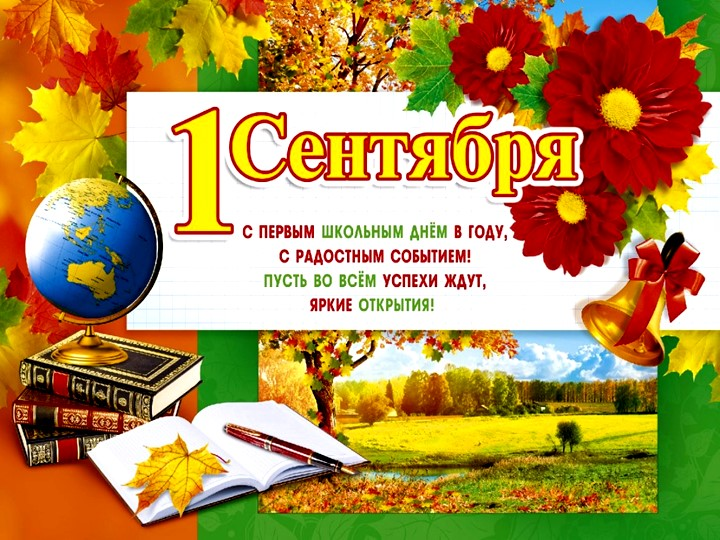 1 Сентября
С ПЕРВЫМ ШКОЛЬНЫМ ДНЁМ В ГОДУ,
С РАДОСТНЫМ СОБЫТИЕМ!
ПУСТЬ ВО ВСЁМ УСПЕХИ ЖДУТ,
ЯРКИЕ ОТКРЫТИЯ!